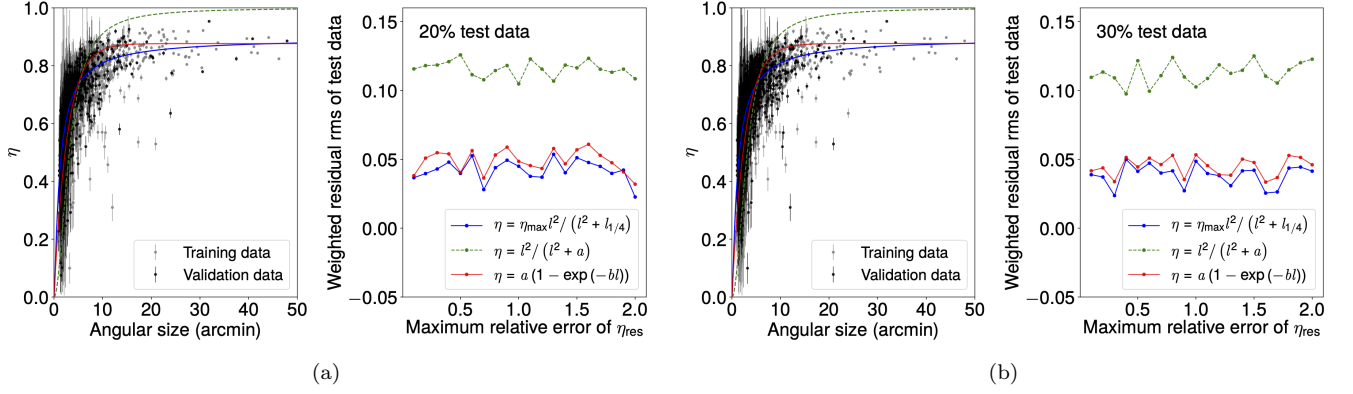 1.0
0.8
0.6
0.4
0.2
0.0
η
0 10 20 30 40 50
Angular size (arcmin)
Training data
Validation data
0.15
0.10
0.05
0.00
−0.05
Weighted residual rms of test data
20% test data
η = η_max l² / (l² + l_{1/4})
η = l² / (l² + a)
η = a (1 − exp (−bl))
0.5 1.0 1.5 2.0
Maximum relative error of η_res
(a)
1.0
0.8
0.6
0.4
0.2
0.0
η
0 10 20 30 40 50
Angular size (arcmin)
Training data
Validation data
0.15
0.10
0.05
0.00
−0.05
Weighted residual rms of test data
30% test data
η = η_max l² / (l² + l_{1/4})
η = l² / (l² + a)
η = a (1 − exp (−bl))
0.5 1.0 1.5 2.0
Maximum relative error of η_res
(b)